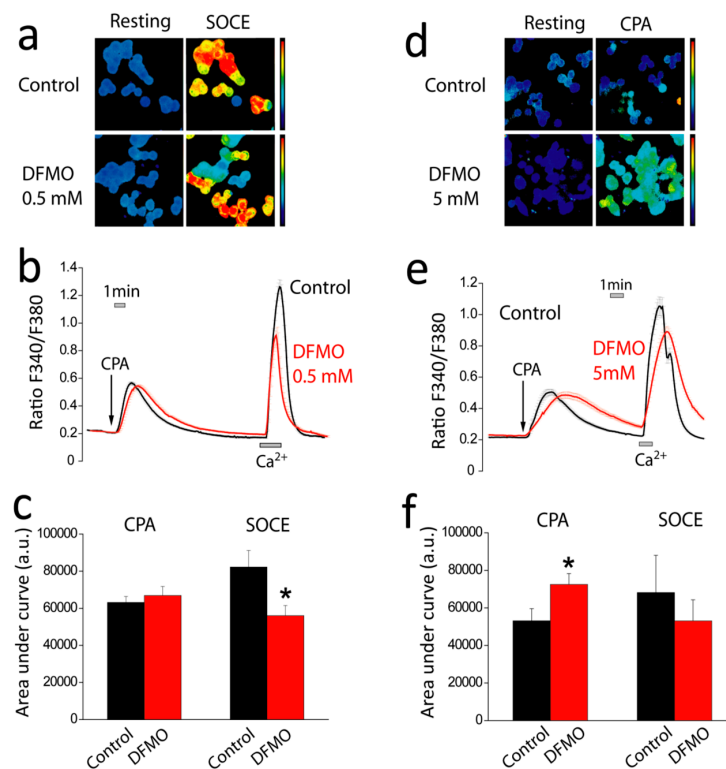 a
Resting SOCE
Control
DFMO
0.5 mM
b
Ratio F340/F380
1.4
1.2
1.0
0.8
0.6
0.4
0.2
0
1min
CPA
Control
DFMO
0.5 mM
Ca2+
c
Area under curve (a.u.)
100000
80000
60000
40000
20000
0
CPA SOCE
*
Control DFMO Control DFMO
d
Resting CPA
Control
DFMO
5 mM
e
Ratio F340/F380
1.4
1.2
1.0
0.8
0.6
0.4
0.2
0
1min
Control
CPA
DFMO
5mM
Ca2+
f
Area under curve (a.u.)
100000
80000
60000
40000
20000
0
CPA SOCE
*
Control DFMO Control DFMO